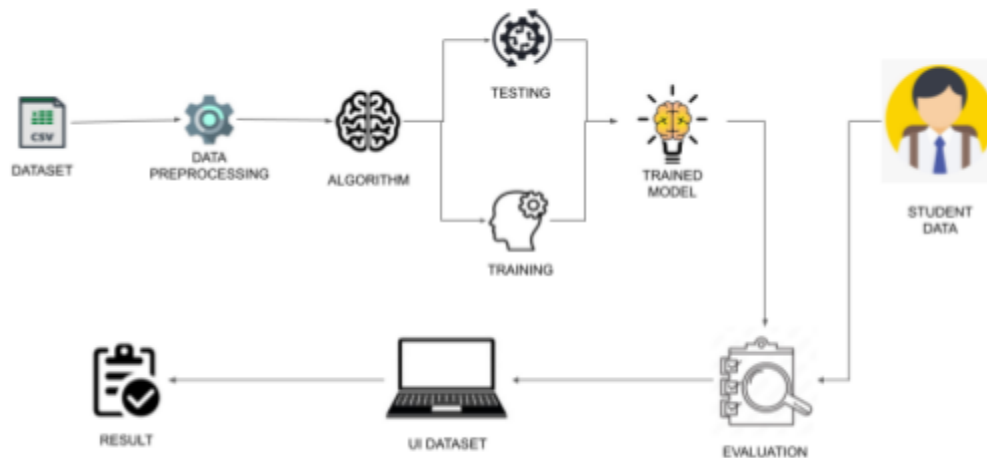 TESTING
CSV
DATASET
DATA
PREPROCESSING
ALGORITHM
TRAINED
MODEL
STUDENT
DATA
TRAINING
RESULT
UI DATASET
EVALUATION